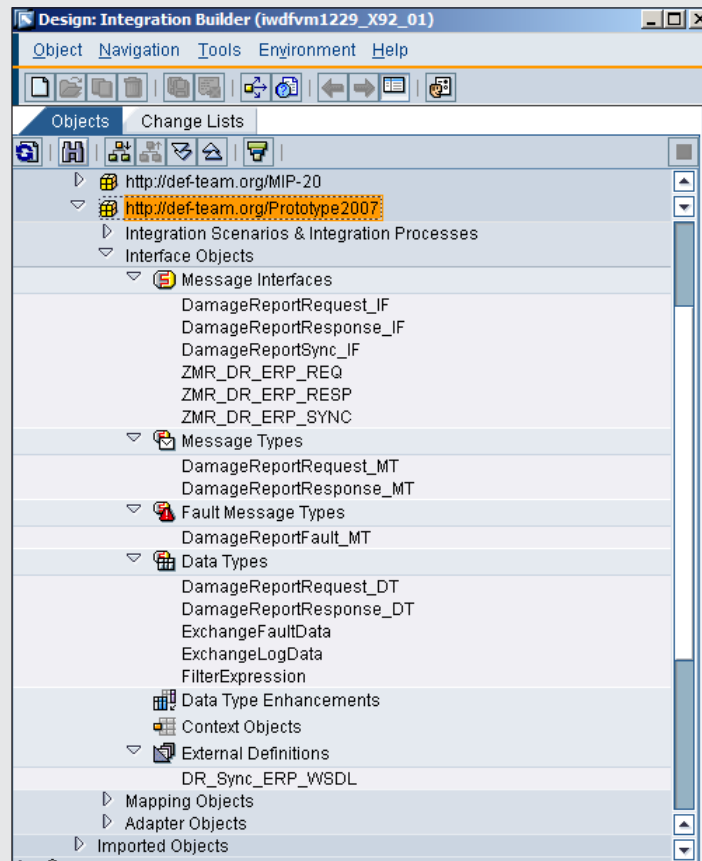 Design: Integration Builder (iwdfvm1229_X92_01)
Object Navigation Tools Environment Help
Objects Change Lists
http://def-team.org/MIP-20
http://def-team.org/Prototype2007
Integration Scenarios & Integration Processes
Interface Objects
Message Interfaces
DamageReportRequest_IF
DamageReportResponse_IF
DamageReportSync_IF
ZMR_DR_ERP_REQ
ZMR_DR_ERP_RESP
ZMR_DR_ERP_SYNC
Message Types
DamageReportRequest_MT
DamageReportResponse_MT
Fault Message Types
DamageReportFault_MT
Data Types
DamageReportRequest_DT
DamageReportResponse_DT
ExchangeFaultData
ExchangeLogData
FilterExpression
Data Type Enhancements
Context Objects
External Definitions
DR_Sync_ERP_WSDL
Mapping Objects
Adapter Objects
Imported Objects